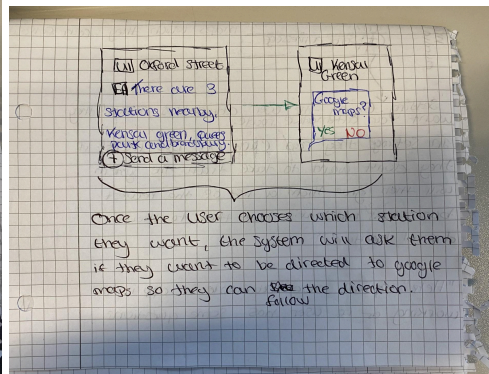 [U] Oxford Street
There are 3
stations nearby.
Kensal green, Queens
park and brondsbury.
+ Send a message
[U] Kensal
Green
Google
maps?
Yes NO
Once the user chooses which station
they want, the system will ask them
if they want to be directed to google
maps so they can the direction.
follow